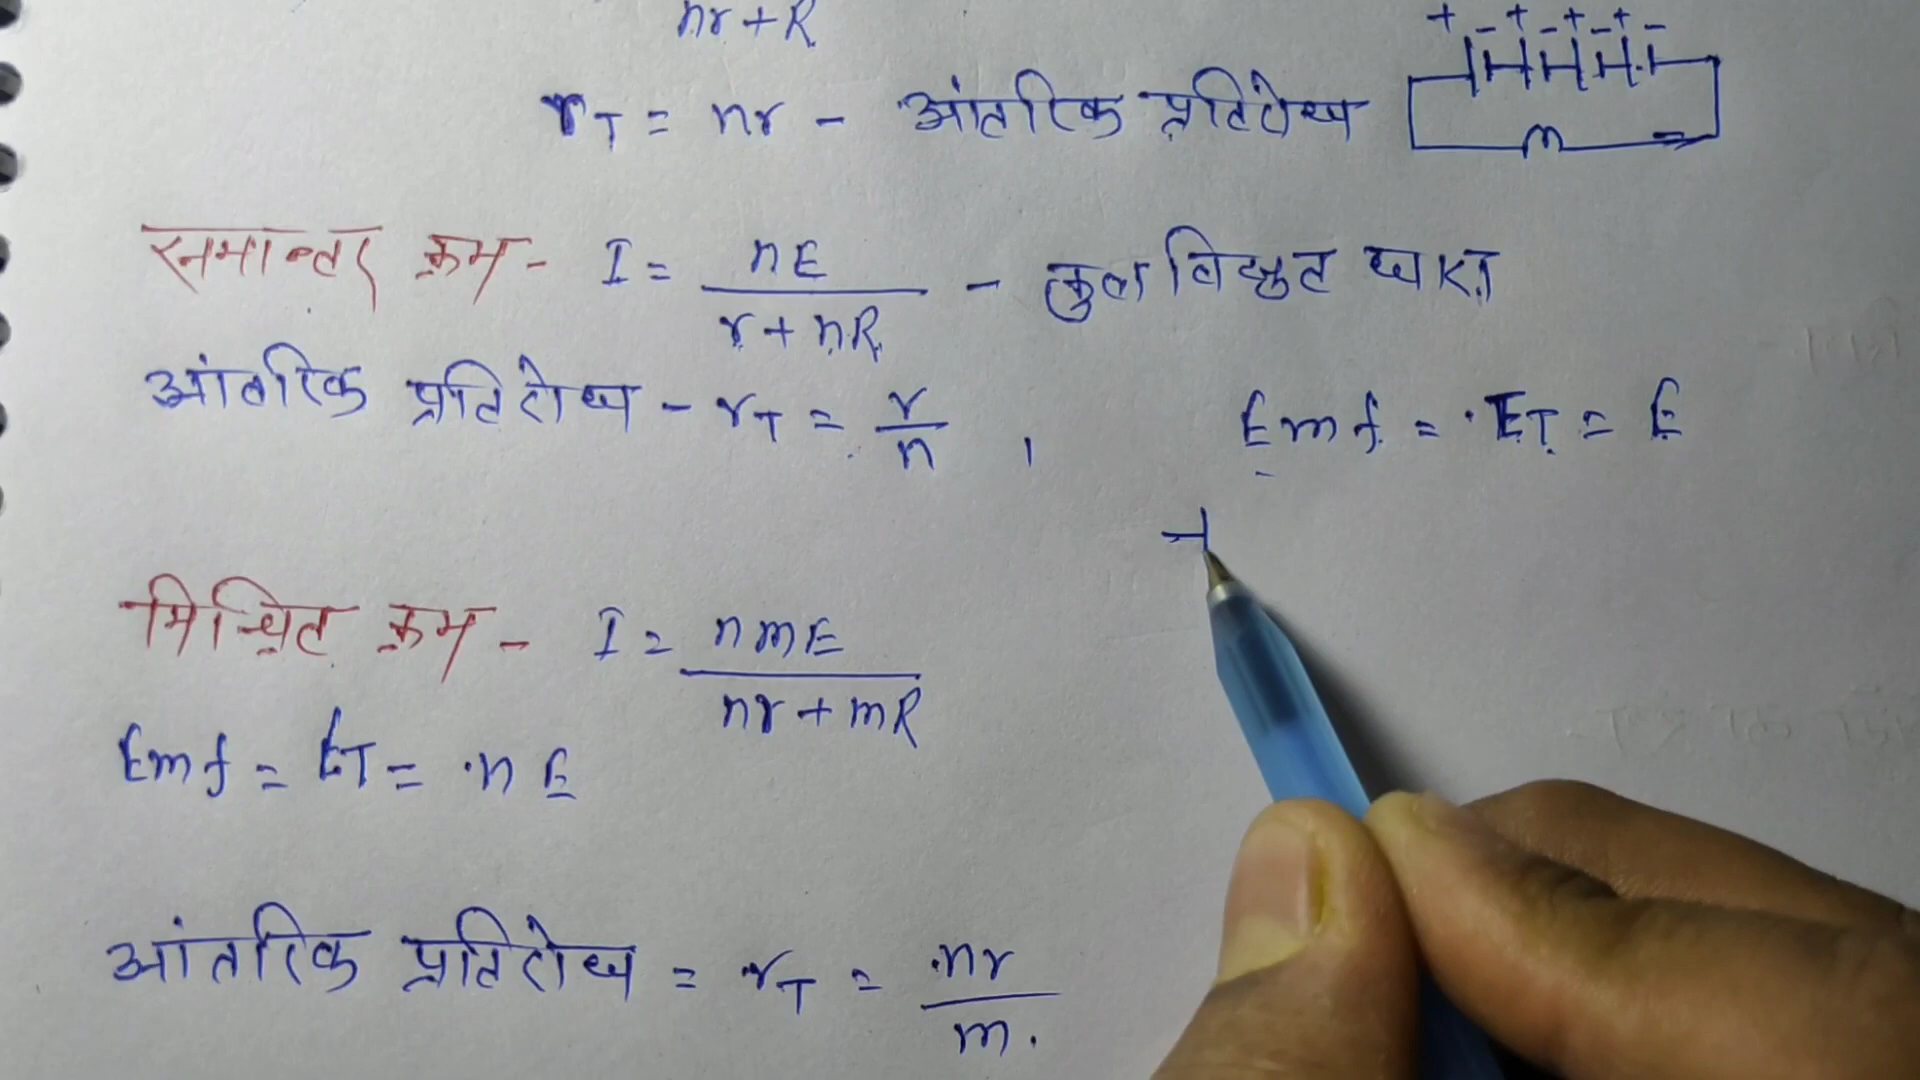 nr + R
+ - + - + - + -
r_T = nr - आंतरिक प्रतिरोध
समान्तर क्रम - I = nE / (r + nR) - कुल विद्युत धारा
आंतरिक प्रतिरोध - r_T = r/n , Emf = E_T = E
मिश्रित क्रम - I = nmE / (nr + mR)
Emf = E_T = nE
आंतरिक प्रतिरोध = r_T = nr/m